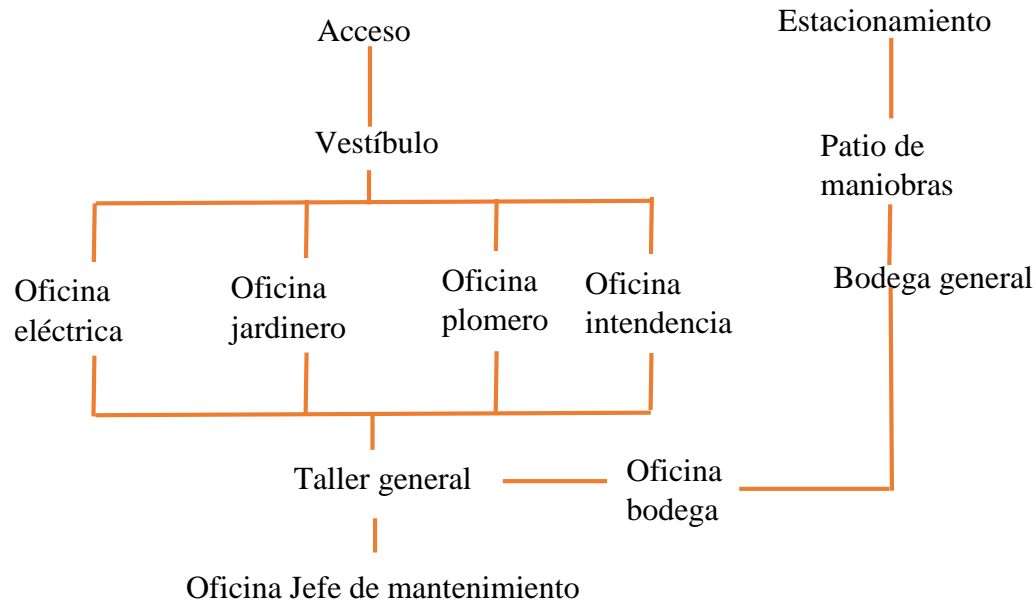 Acceso
Estacionamiento
Vestíbulo
Patio de
maniobras
Oficina
eléctrica
Oficina
jardinero
Oficina
plomero
Oficina
intendencia
Bodega general
Taller general
Oficina
bodega
Oficina Jefe de mantenimiento